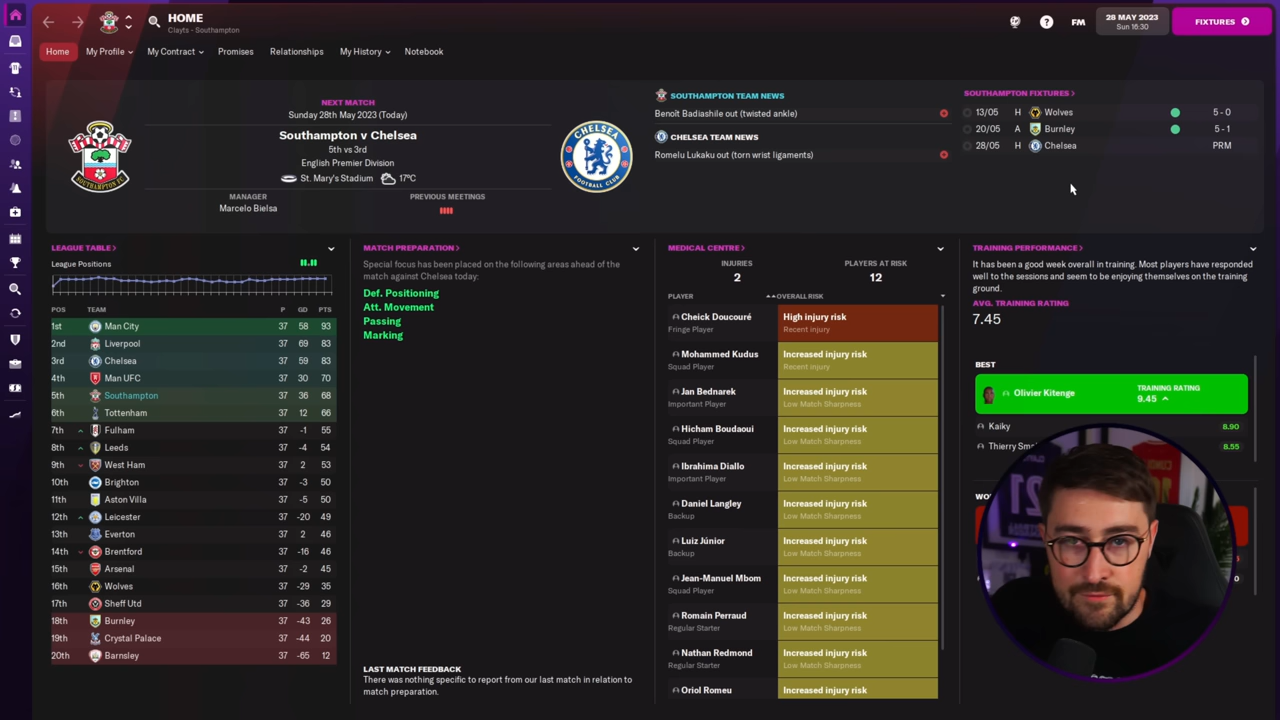 HOME
Clayts - Southampton
FM
28 MAY 2023
Sun 16:30
FIXTURES
Home
My Profile
My Contract
Promises
Relationships
My History
Notebook
NEXT MATCH
Sunday 28th May 2023 (Today)
Southampton v Chelsea
5th vs 3rd
English Premier Division
St. Mary's Stadium
17°C
MANAGER
Marcelo Bielsa
PREVIOUS MEETINGS
SOUTHAMPTON FC
CHELSEA
FOOTBALL CLUB
SOUTHAMPTON TEAM NEWS
Benoît Badiashile out (twisted ankle)
CHELSEA TEAM NEWS
Romelu Lukaku out (torn wrist ligaments)
SOUTHAMPTON FIXTURES
13/05 H Wolves 5 - 0
20/05 A Burnley 5 - 1
28/05 H Chelsea PRM
LEAGUE TABLE
League Positions
POS TEAM P GD PTS
1st Man City 37 58 93
2nd Liverpool 37 69 83
3rd Chelsea 37 59 83
4th Man UFC 37 30 70
5th Southampton 37 36 68
6th Tottenham 37 12 66
7th Fulham 37 -1 55
8th Leeds 37 -4 54
9th West Ham 37 2 53
10th Brighton 37 -3 50
11th Aston Villa 37 -5 50
12th Leicester 37 -20 49
13th Everton 37 2 46
14th Brentford 37 -16 46
15th Arsenal 37 -2 45
16th Wolves 37 -29 35
17th Sheff Utd 37 -36 29
18th Burnley 37 -43 26
19th Crystal Palace 37 -44 20
20th Barnsley 37 -65 12
MATCH PREPARATION
Special focus has been placed on the following areas ahead of the
match against Chelsea today:
Def. Positioning
Att. Movement
Passing
Marking
LAST MATCH FEEDBACK
There was nothing specific to report from our last match in relation to
match preparation.
MEDICAL CENTRE
INJURIES
2
PLAYERS AT RISK
12
PLAYER OVERALL RISK
Cheick Doucouré High injury risk
Fringe Player Recent injury
Mohammed Kudus Increased injury risk
Squad Player Recent injury
Jan Bednarek Increased injury risk
Important Player Low Match Sharpness
Hicham Boudaoui Increased injury risk
Squad Player Low Match Sharpness
Ibrahima Diallo Increased injury risk
Important Player Low Match Sharpness
Daniel Langley Increased injury risk
Backup Low Match Sharpness
Luiz Júnior Increased injury risk
Backup Low Match Sharpness
Jean-Manuel Mbom Increased injury risk
Squad Player Low Match Sharpness
Romain Perraud Increased injury risk
Regular Starter Low Match Sharpness
Nathan Redmond Increased injury risk
Regular Starter Low Match Sharpness
Oriol Romeu Increased injury risk
TRAINING PERFORMANCE
It has been a good week overall in training. Most players have responded
well to the sessions and seem to be enjoying themselves on the training
ground.
AVG. TRAINING RATING
7.45
BEST
Olivier Kitenge
TRAINING RATING
9.45
Kaiky 8.90
Thierry 8.55